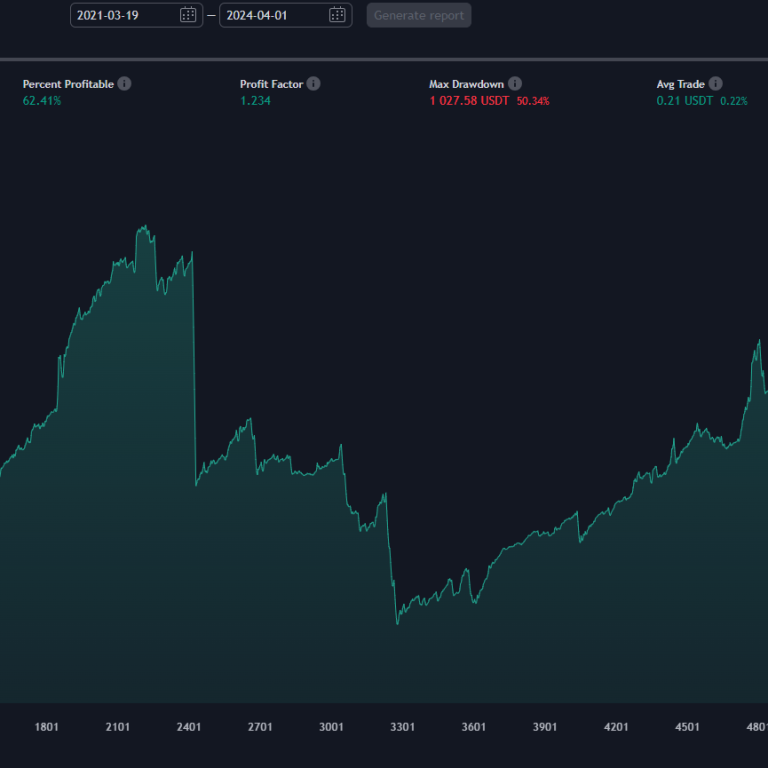 2021-03-19 — 2024-04-01 Generate report
Percent Profitable Profit Factor Max Drawdown Avg Trade
62.41% 1.234 1 027.58 USDT 50.34% 0.21 USDT 0.22%
1801 2101 2401 2701 3001 3301 3601 3901 4201 4501 4801